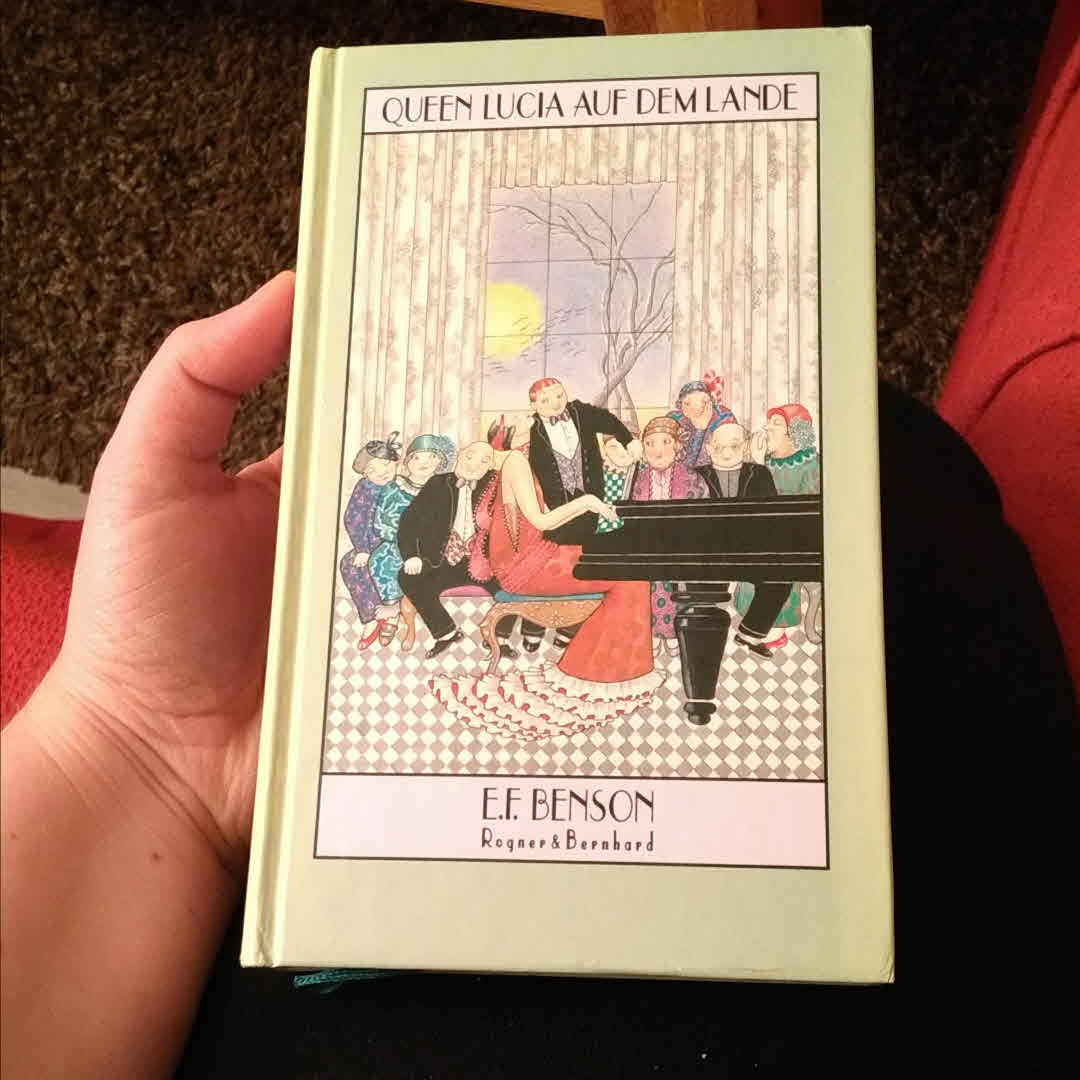 QUEEN LUCIA AUF DEM LANDE
E.F. BENSON
Rogner & Bernhard